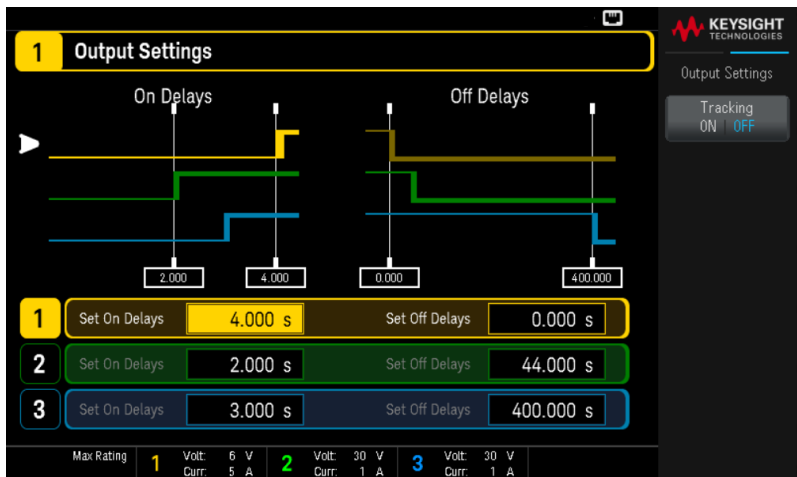 KEYSIGHT
TECHNOLOGIES
1 Output Settings
Output Settings
On Delays Off Delays
Tracking
ON | OFF
2.000 4.000 0.000 400.000
1 Set On Delays 4.000 s Set Off Delays 0.000 s
2 Set On Delays 2.000 s Set Off Delays 44.000 s
3 Set On Delays 3.000 s Set Off Delays 400.000 s
Max Rating 1 Volt: 6 V 2 Volt: 30 V 3 Volt: 30 V
Curr: 5 A Curr: 1 A Curr: 1 A